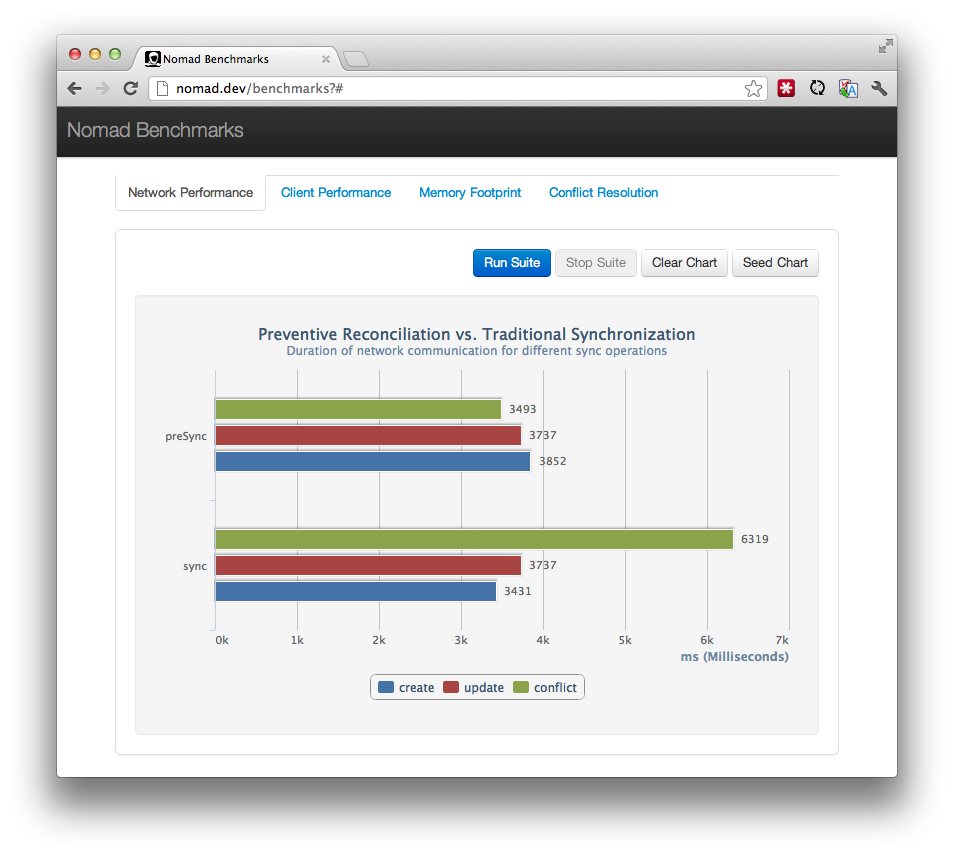 Nomad Benchmarks
nomad.dev/benchmarks?#
Nomad Benchmarks
Network Performance Client Performance Memory Footprint Conflict Resolution
Run Suite Stop Suite Clear Chart Seed Chart
Preventive Reconciliation vs. Traditional Synchronization
Duration of network communication for different sync operations
3493
preSync 3737
3852
6319
sync 3737
3431
0k 1k 2k 3k 4k 5k 6k 7k
ms (Milliseconds)
create update conflict